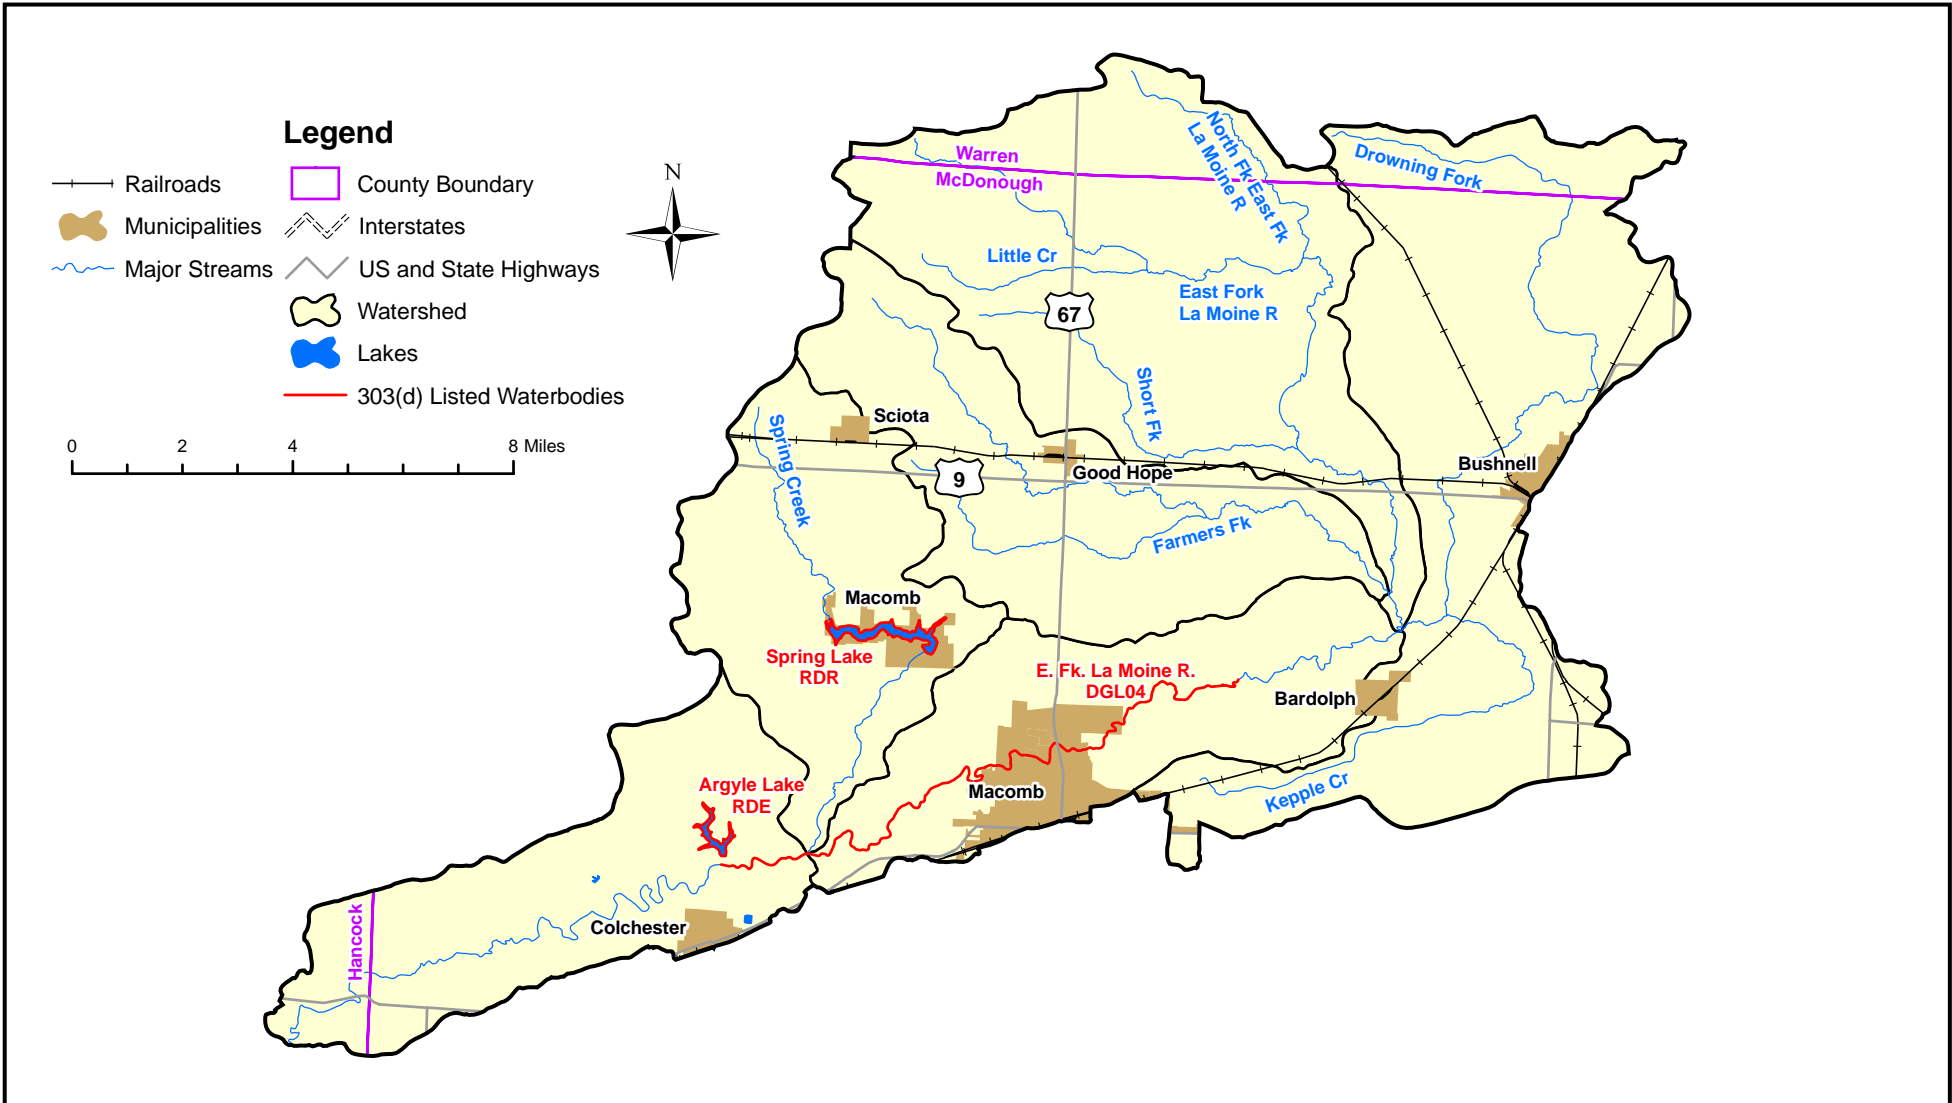 Legend
Railroads
Municipalities
Major Streams
County Boundary
Interstates
US and State Highways
Watershed
Lakes
303(d) Listed Waterbodies
0 2 4 8 Miles
N
Warren
McDonough
North Fk East Fk
La Moine R
Drowning Fork
Little Cr
East Fork
La Moine R
67
Short Fk
Sciota
Spring Creek
9
Good Hope
Bushnell
Farmers Fk
Macomb
Spring Lake
RDR
E. Fk. La Moine R.
DGL04
Bardolph
Argyle Lake
RDE
Macomb
Kepple Cr
Colchester
Hancock